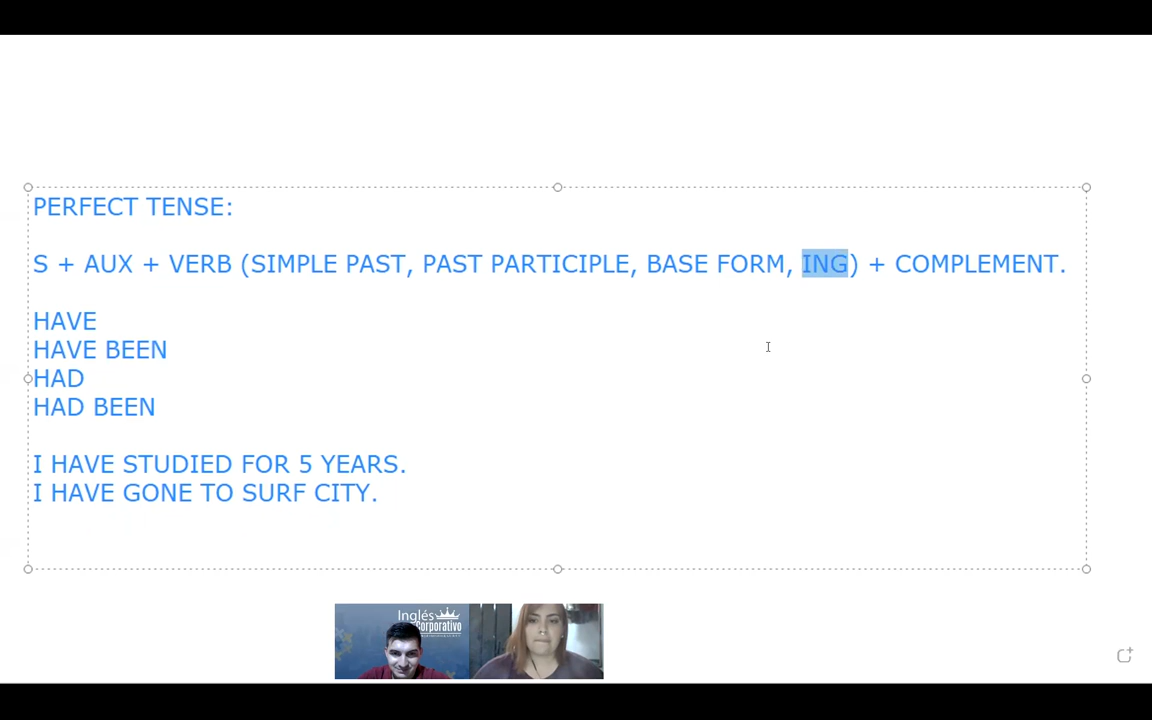 PERFECT TENSE:
S + AUX + VERB (SIMPLE PAST, PAST PARTICIPLE, BASE FORM, ING) + COMPLEMENT.
HAVE
HAVE BEEN
HAD
HAD BEEN
I HAVE STUDIED FOR 5 YEARS.
I HAVE GONE TO SURF CITY.
Inglés
Corporativo